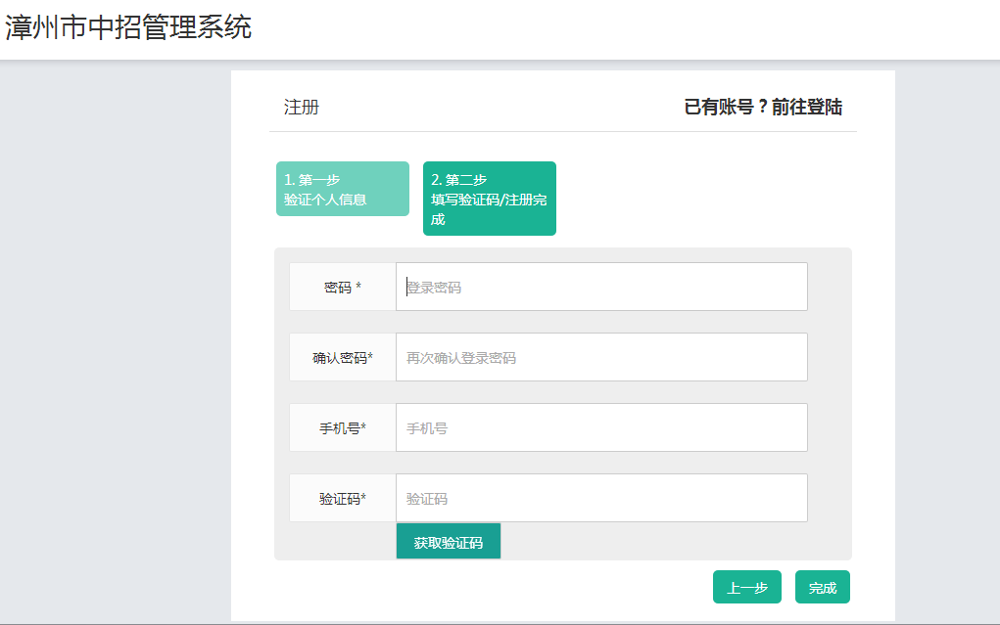 漳州市中招管理系统
注册
已有账号？前往登陆
1. 第一步
验证个人信息
2. 第二步
填写验证码/注册完
成
密码 *
登录密码
确认密码*
再次确认登录密码
手机号*
手机号
验证码*
验证码
获取验证码
上一步
完成